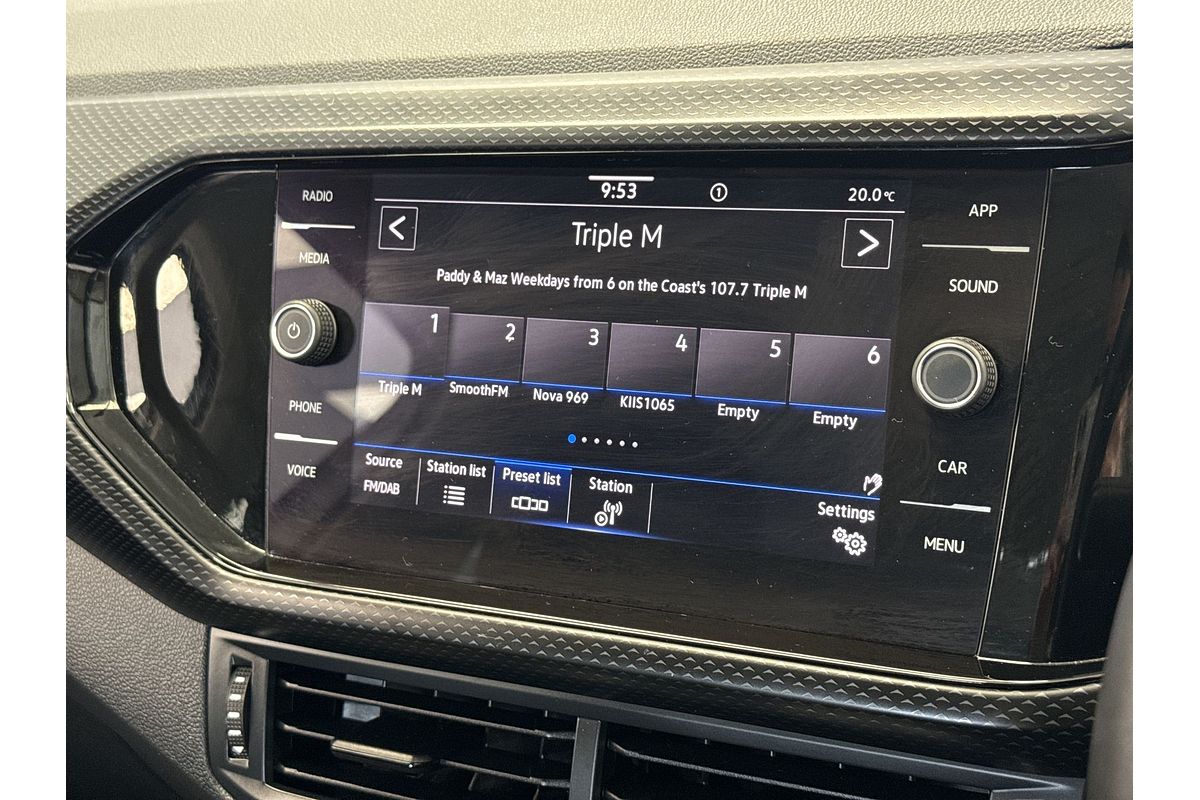 RADIO
MEDIA
PHONE
VOICE
9:53
1
20.0°C
<
Triple M
>
Paddy & Maz Weekdays from 6 on the Coast's 107.7 Triple M
1 2 3 4 5 6
Triple M SmoothFM Nova 969 KIIS1065 Empty Empty
Source Station list Preset list Station
FM/DAB
Settings
APP
SOUND
CAR
MENU